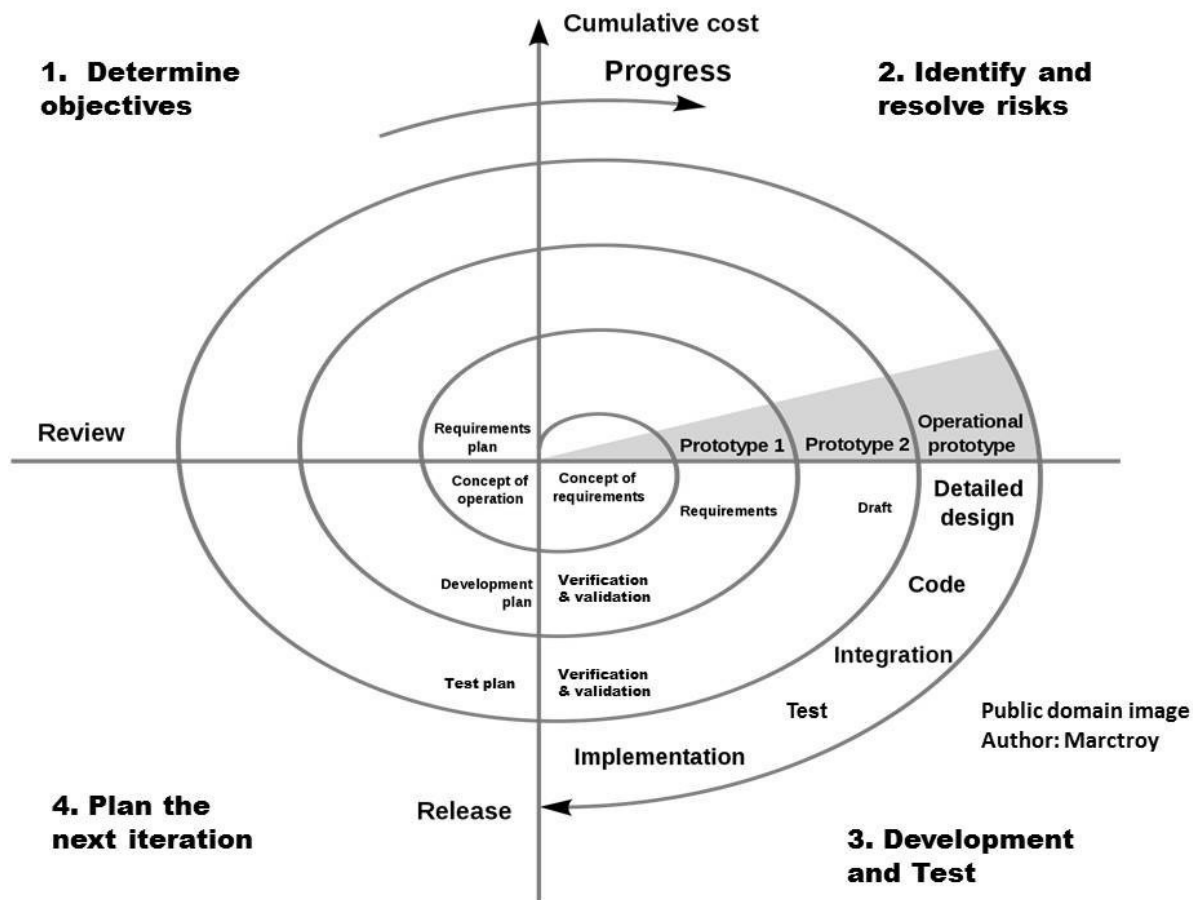 Cumulative cost
Progress
1. Determine
objectives
2. Identify and
resolve risks
Review
Requirements
plan
Prototype 1
Prototype 2
Operational
prototype
Concept of
operation
Concept of
requirements
Requirements
Draft
Detailed
design
Development
plan
Verification
& validation
Code
Test plan
Verification
& validation
Integration
Test
Implementation
Public domain image
Author: Marctroy
4. Plan the
next iteration
Release
3. Development
and Test